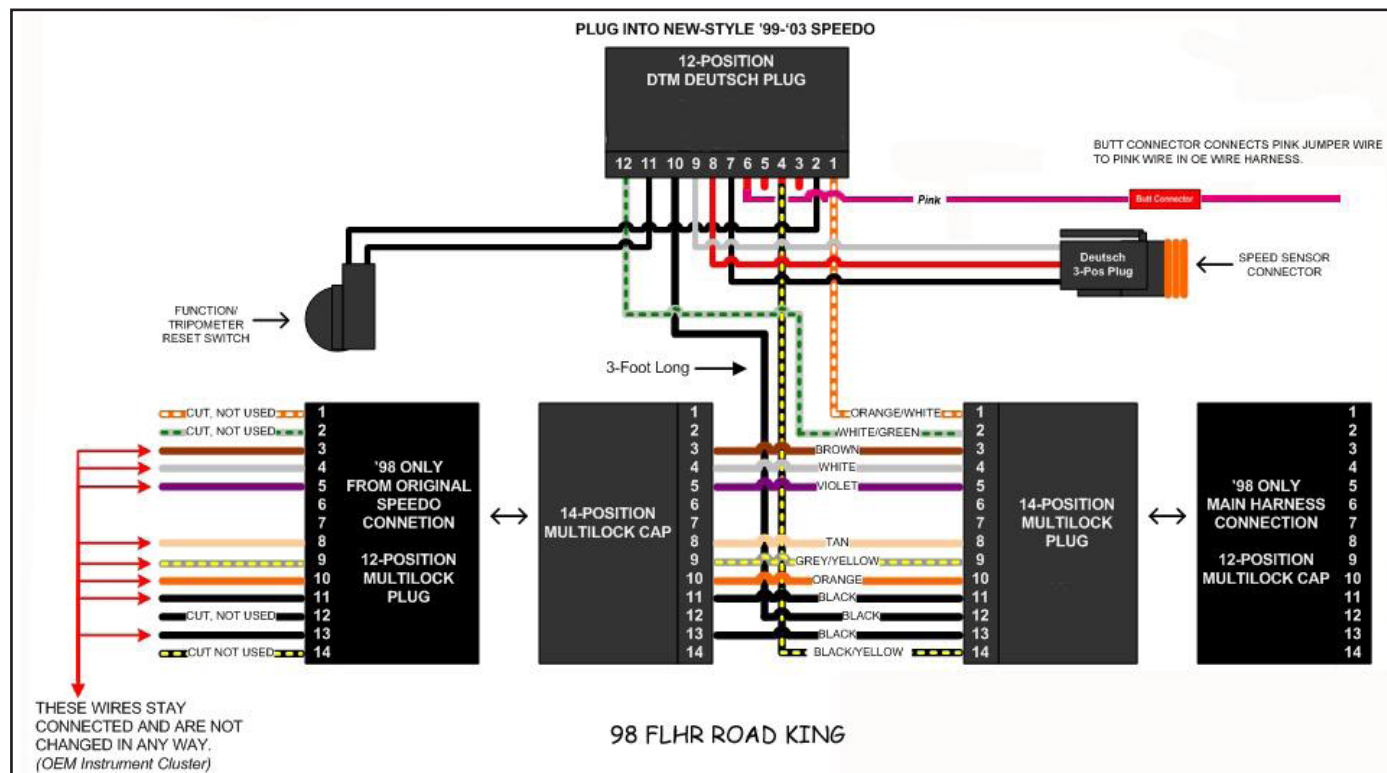 PLUG INTO NEW-STYLE '99-'03 SPEEDO
12-POSITION
DTM DEUTSCH PLUG
12 11 10 9 8 7 6 5 4 3 2 1
BUTT CONNECTOR CONNECTS PINK JUMPER WIRE
TO PINK WIRE IN OE WIRE HARNESS.
Pink
Butt Connector
Deutsch
3-Pos Plug
SPEED SENSOR
CONNECTOR
FUNCTION/
TRIPOMETER
RESET SWITCH
3-Foot Long
CUT, NOT USED
CUT, NOT USED
CUT, NOT USED
CUT NOT USED
1
2
3
4
5
6
7
8
9
10
11
12
13
14
'98 ONLY
FROM ORIGINAL
SPEEDO
CONNETION
12-POSITION
MULTILOCK
PLUG
14-POSITION
MULTILOCK CAP
1
2
3
4
5
6
7
8
9
10
11
12
13
14
ORANGE/WHITE
WHITE/GREEN
BROWN
WHITE
VIOLET
TAN
GREY/YELLOW
ORANGE
BLACK
BLACK
BLACK
BLACK/YELLOW
1
2
3
4
5
6
7
8
9
10
11
12
13
14
14-POSITION
MULTILOCK
PLUG
'98 ONLY
MAIN HARNESS
CONNECTION
12-POSITION
MULTILOCK CAP
1
2
3
4
5
6
7
8
9
10
11
12
13
14
THESE WIRES STAY
CONNECTED AND ARE NOT
CHANGED IN ANY WAY.
(OEM Instrument Cluster)
98 FLHR ROAD KING